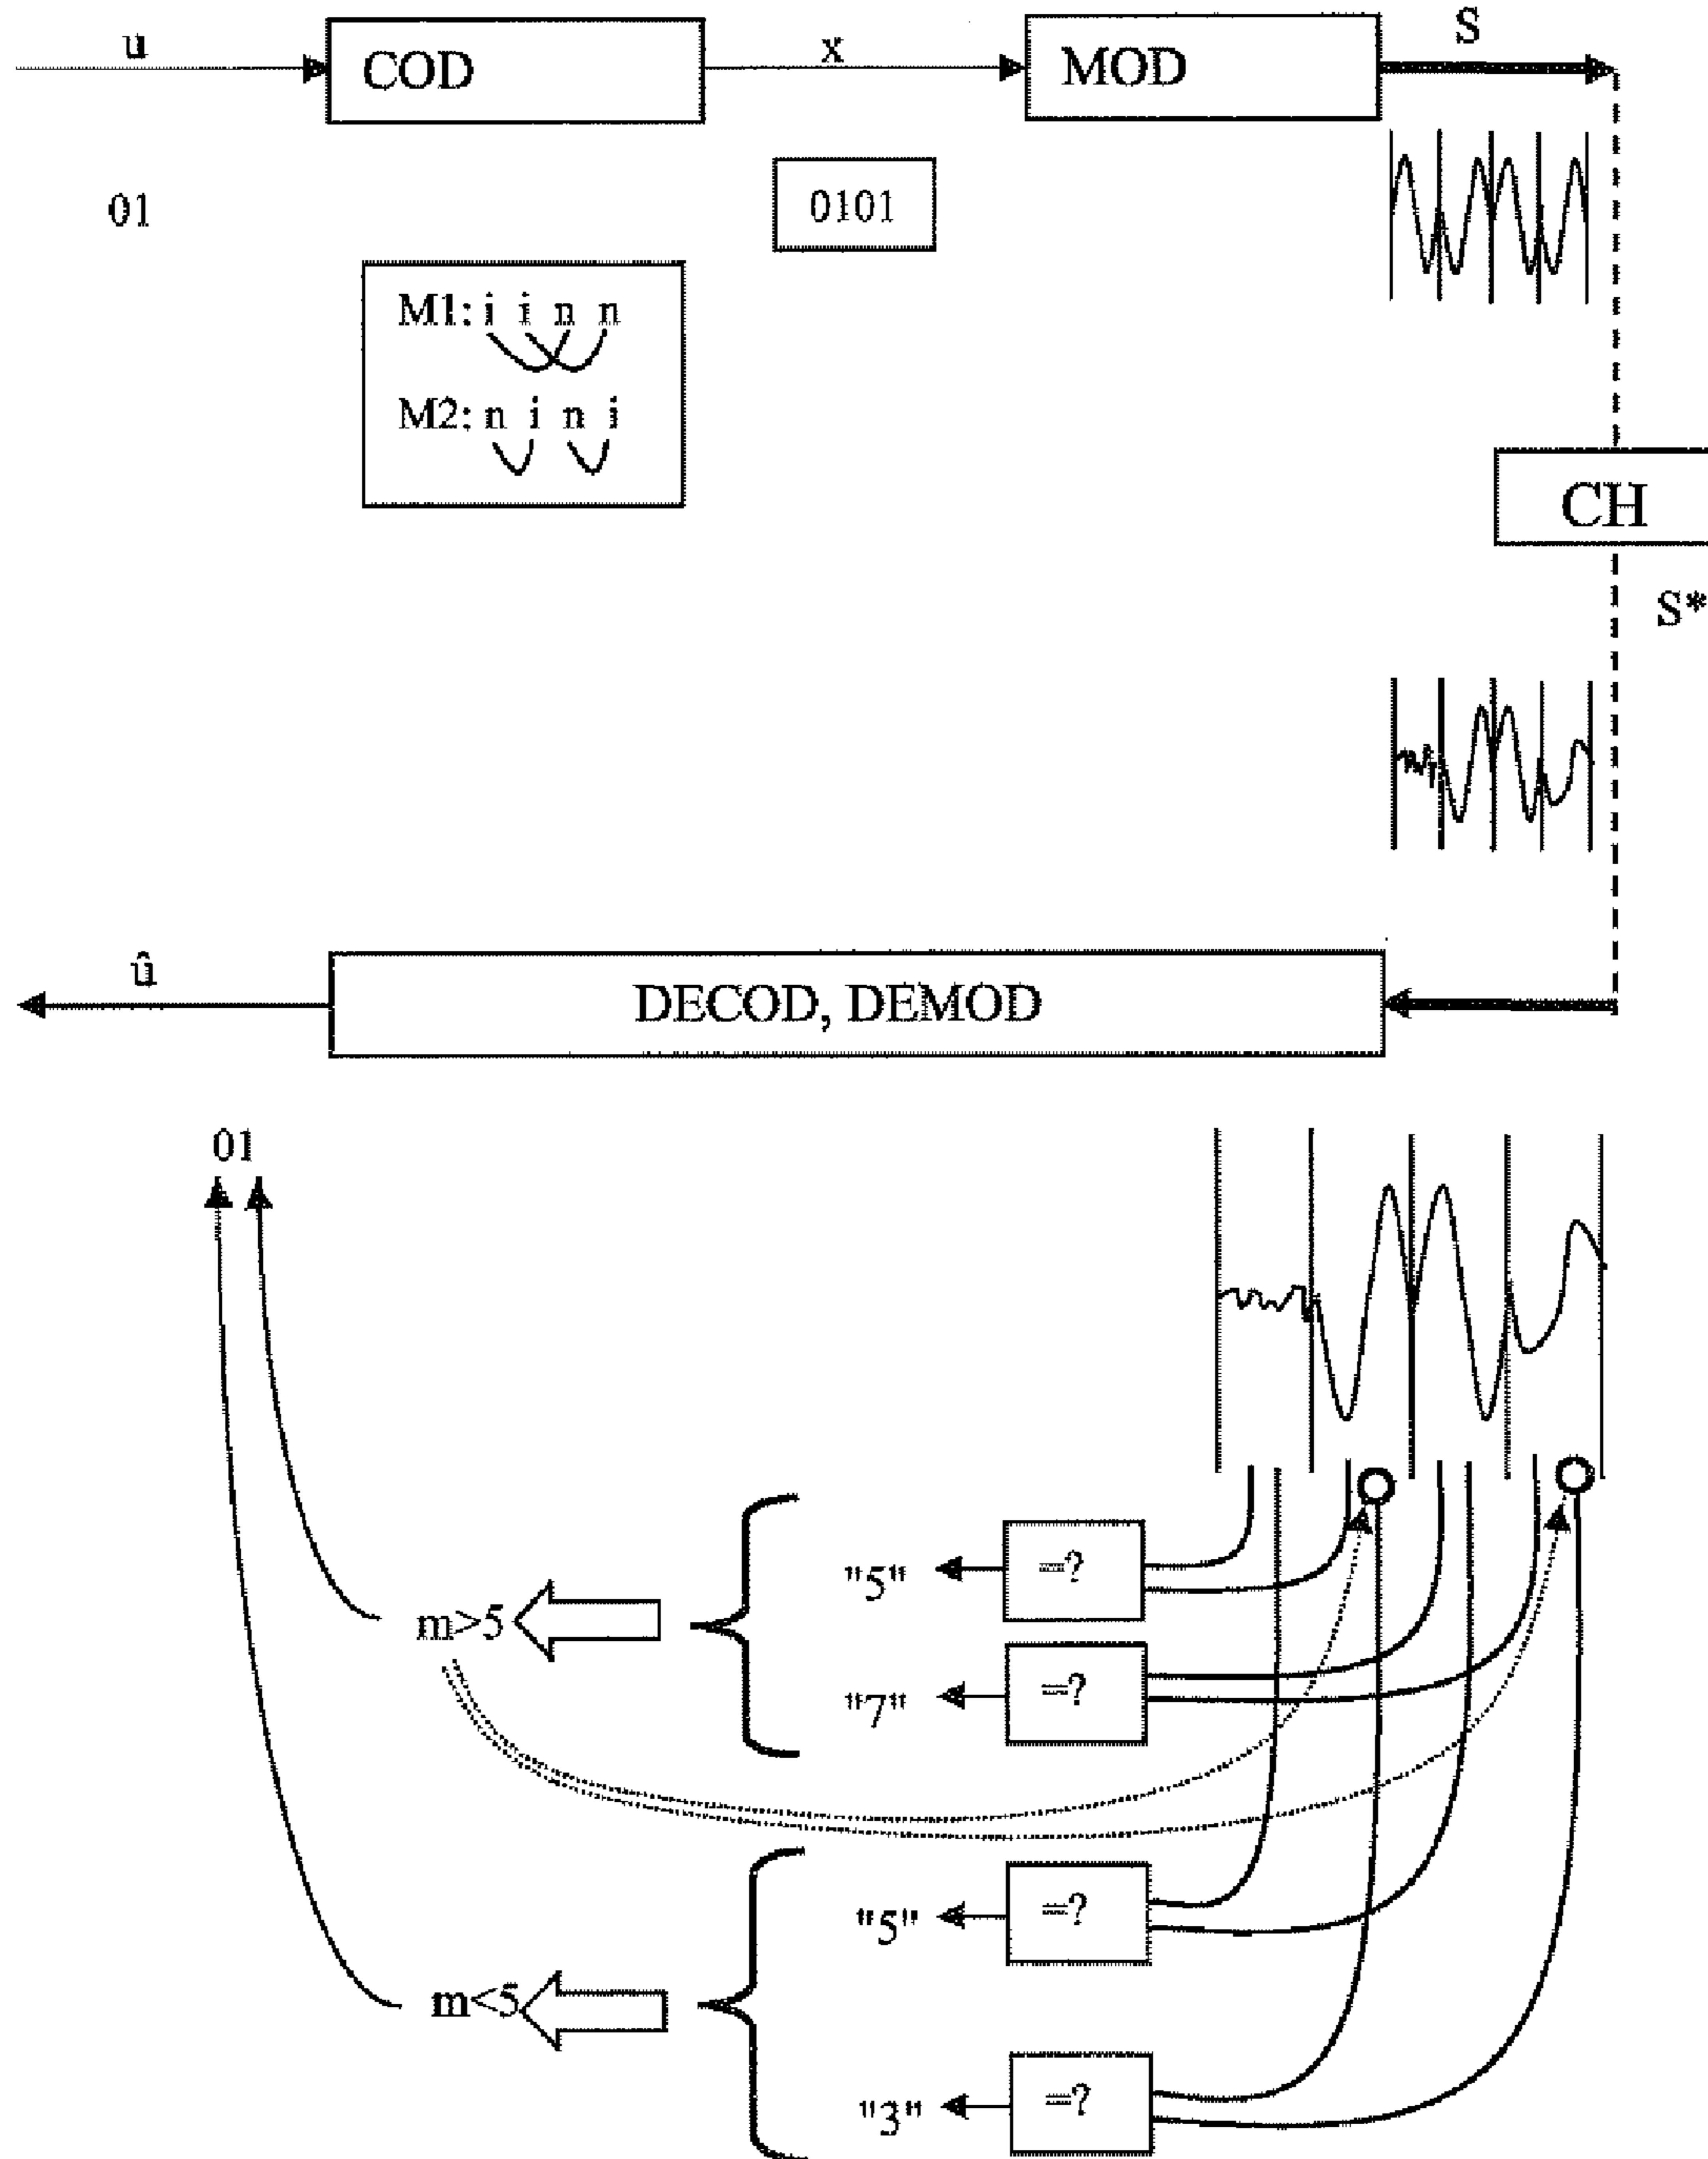 u
COD
x
MOD
S
01
0101
M1: i i n n
M2: n i n i
CH
S*
û
DECOD, DEMOD
01
"5"
=?
m>5
"7"
=?
"5"
=?
m<5
"3"
=?